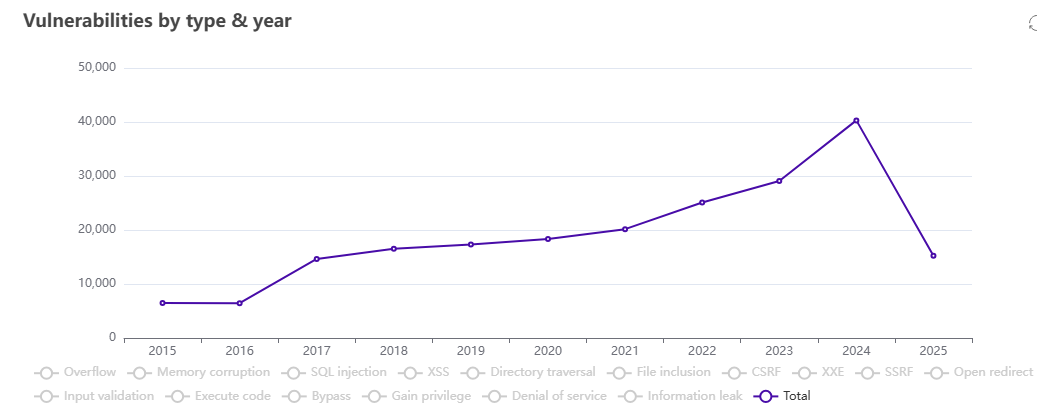 Vulnerabilities by type & year
50,000
40,000
30,000
20,000
10,000
0
2015 2016 2017 2018 2019 2020 2021 2022 2023 2024 2025
Overflow Memory corruption SQL injection XSS Directory traversal File inclusion CSRF XXE SSRF Open redirect
Input validation Execute code Bypass Gain privilege Denial of service Information leak Total